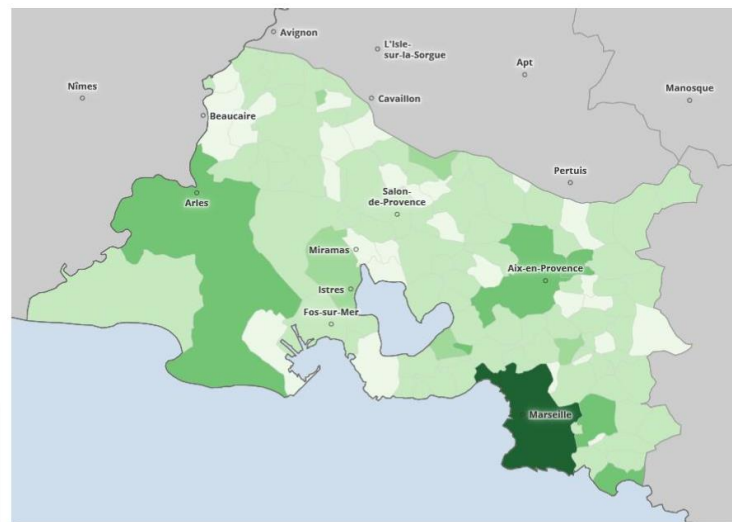 Avignon
L'Isle-
sur-la-Sorgue
Apt
Nîmes
Manosque
Cavaillon
Beaucaire
Pertuis
Salon-
de-Provence
Arles
Miramas
Aix-en-Provence
Istres
Fos-sur-Mer
Marseille